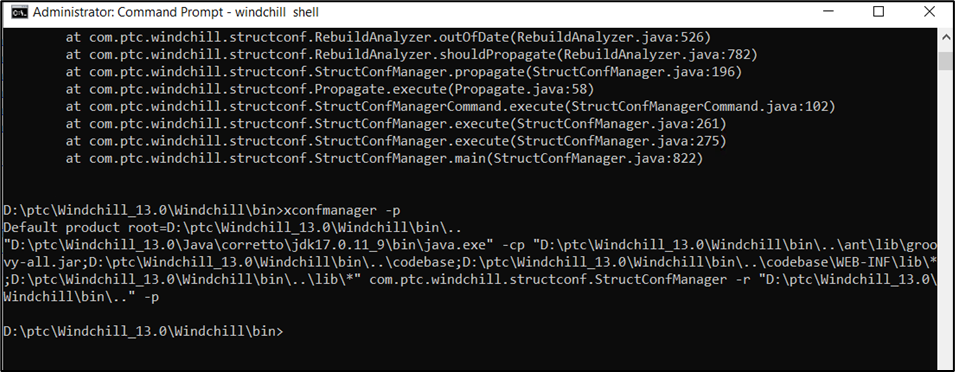 Administrator: Command Prompt - windchill shell
at com.ptc.windchill.structconf.RebuildAnalyzer.outOfDate(RebuildAnalyzer.java:526)
at com.ptc.windchill.structconf.RebuildAnalyzer.shouldPropagate(RebuildAnalyzer.java:782)
at com.ptc.windchill.structconf.StructConfManager.propagate(StructConfManager.java:196)
at com.ptc.windchill.structconf.Propagate.execute(Propagate.java:58)
at com.ptc.windchill.structconf.StructConfManagerCommand.execute(StructConfManagerCommand.java:102)
at com.ptc.windchill.structconf.StructConfManager.execute(StructConfManager.java:261)
at com.ptc.windchill.structconf.StructConfManager.execute(StructConfManager.java:275)
at com.ptc.windchill.structconf.StructConfManager.main(StructConfManager.java:822)
D:\ptc\Windchill_13.0\Windchill\bin>xconfmanager -p
Default product root=D:\ptc\Windchill_13.0\Windchill\bin\..
"D:\ptc\Windchill_13.0\Java\corretto\jdk17.0.11_9\bin\java.exe" -cp "D:\ptc\Windchill_13.0\Windchill\bin\..\ant\lib\groo
vy-all.jar;D:\ptc\Windchill_13.0\Windchill\bin\..\codebase;D:\ptc\Windchill_13.0\Windchill\bin\..\codebase\WEB-INF\lib\*
;D:\ptc\Windchill_13.0\Windchill\bin\..\lib\*" com.ptc.windchill.structconf.StructConfManager -r "D:\ptc\Windchill_13.0\
Windchill\bin\.." -p
D:\ptc\Windchill_13.0\Windchill\bin>